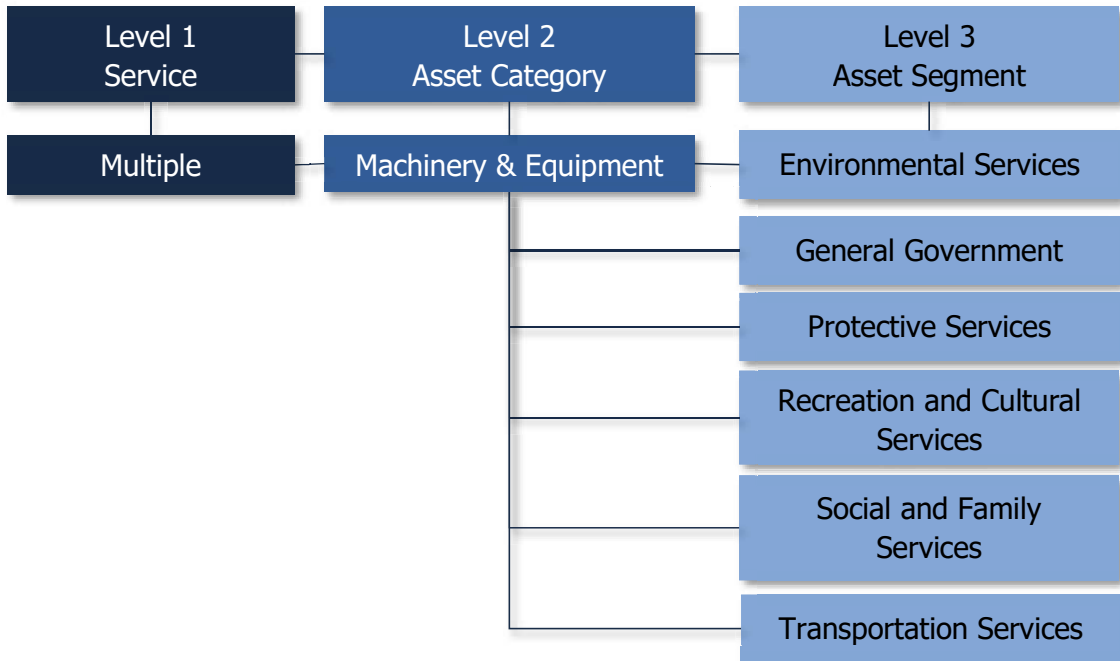 Level 1
Service
Level 2
Asset Category
Level 3
Asset Segment
Multiple
Machinery & Equipment
Environmental Services
General Government
Protective Services
Recreation and Cultural
Services
Social and Family
Services
Transportation Services